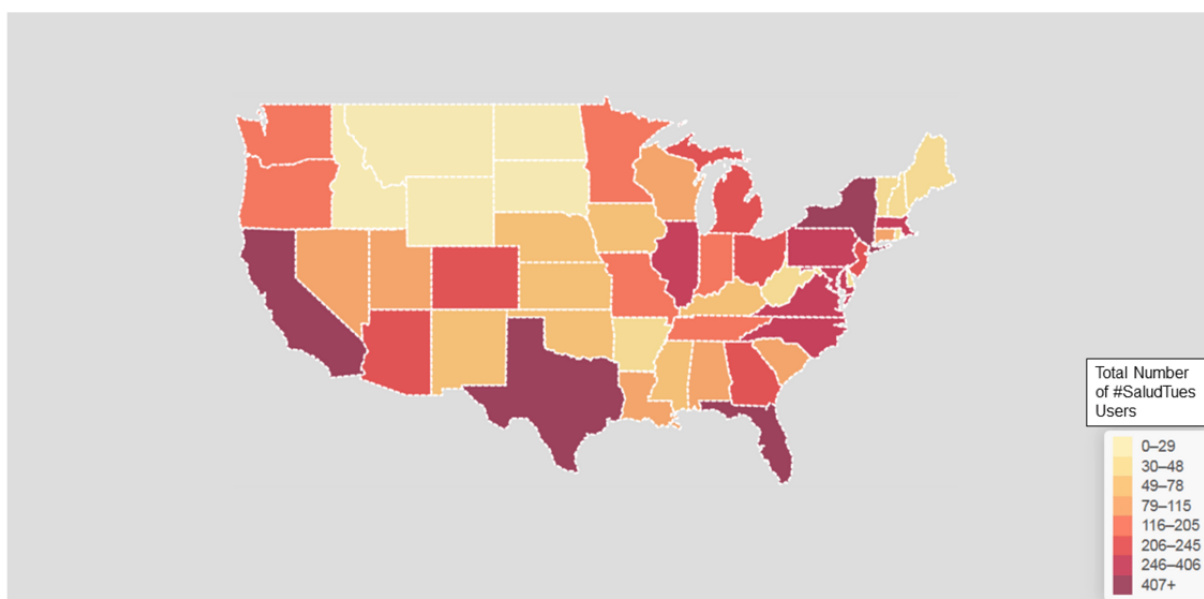 Total Number
of #SaludTues
Users
0–29
30–48
49–78
79–115
116–205
206–245
246–406
407+